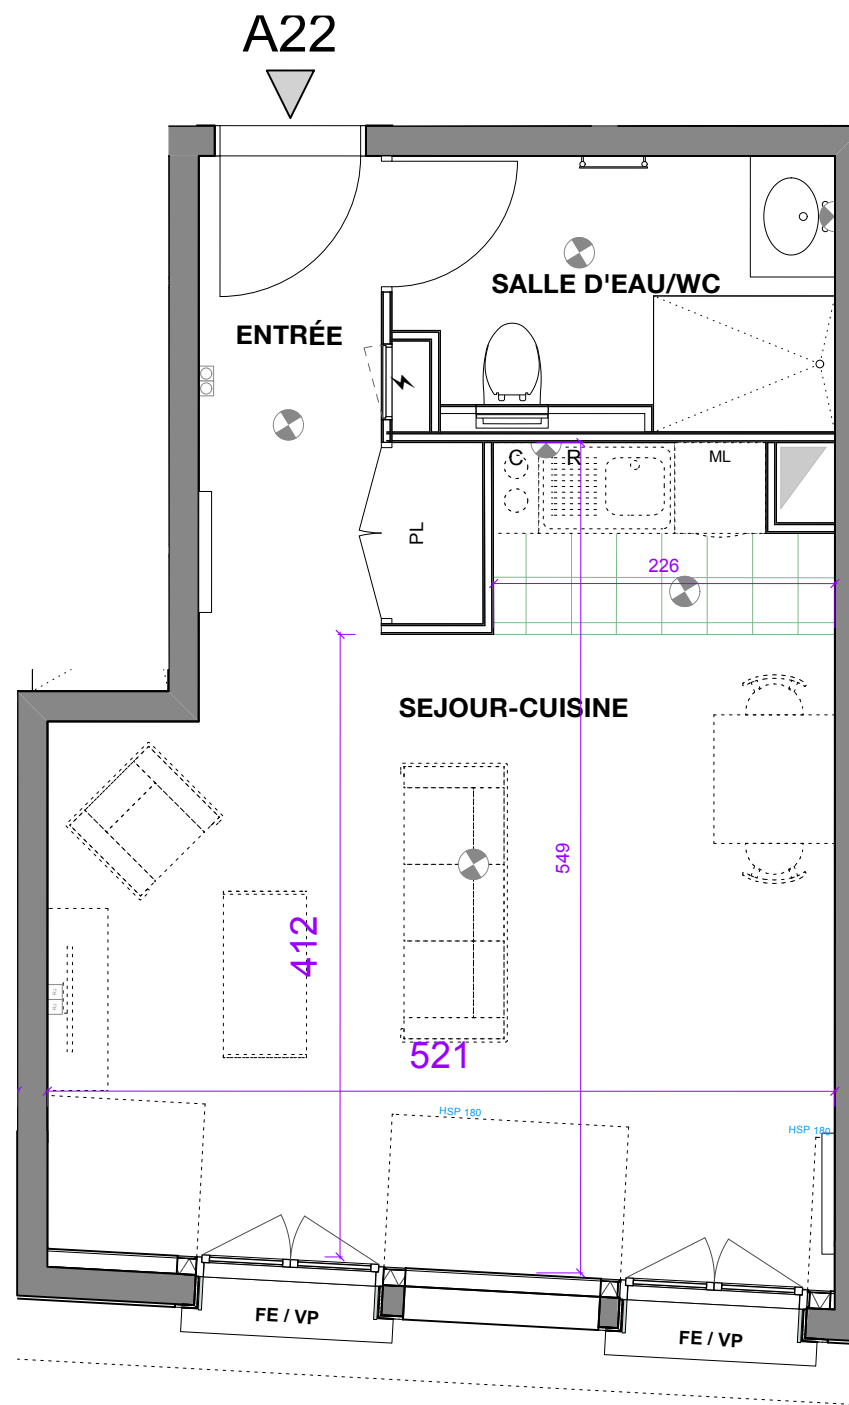 A22
SALLE D'EAU/WC
ENTRÉE
C
R
ML
PL
226
SEJOUR-CUISINE
549
412
521
HSP 180
HSP 180
FE / VP
FE / VP